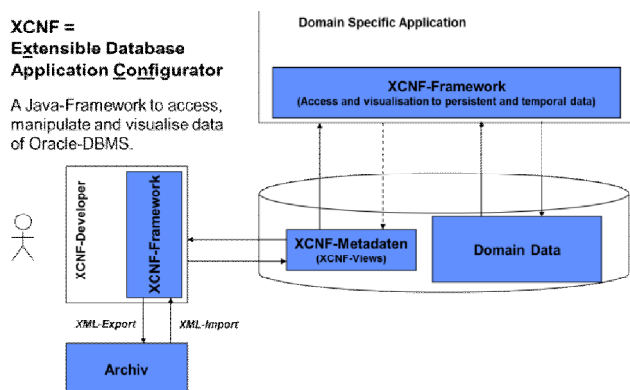 XCNF =
Extensible Database
Application Configurator
A Java-Framework to access,
manipulate and visualise data
of Oracle-DBMS.
Domain Specific Application
XCNF-Framework
(Access and visualisation to persistent and temporal data)
XCNF-Developer
XCNF-Framework
XCNF-Metadaten
(XCNF-Views)
Domain Data
XML-Export
XML-Import
Archiv